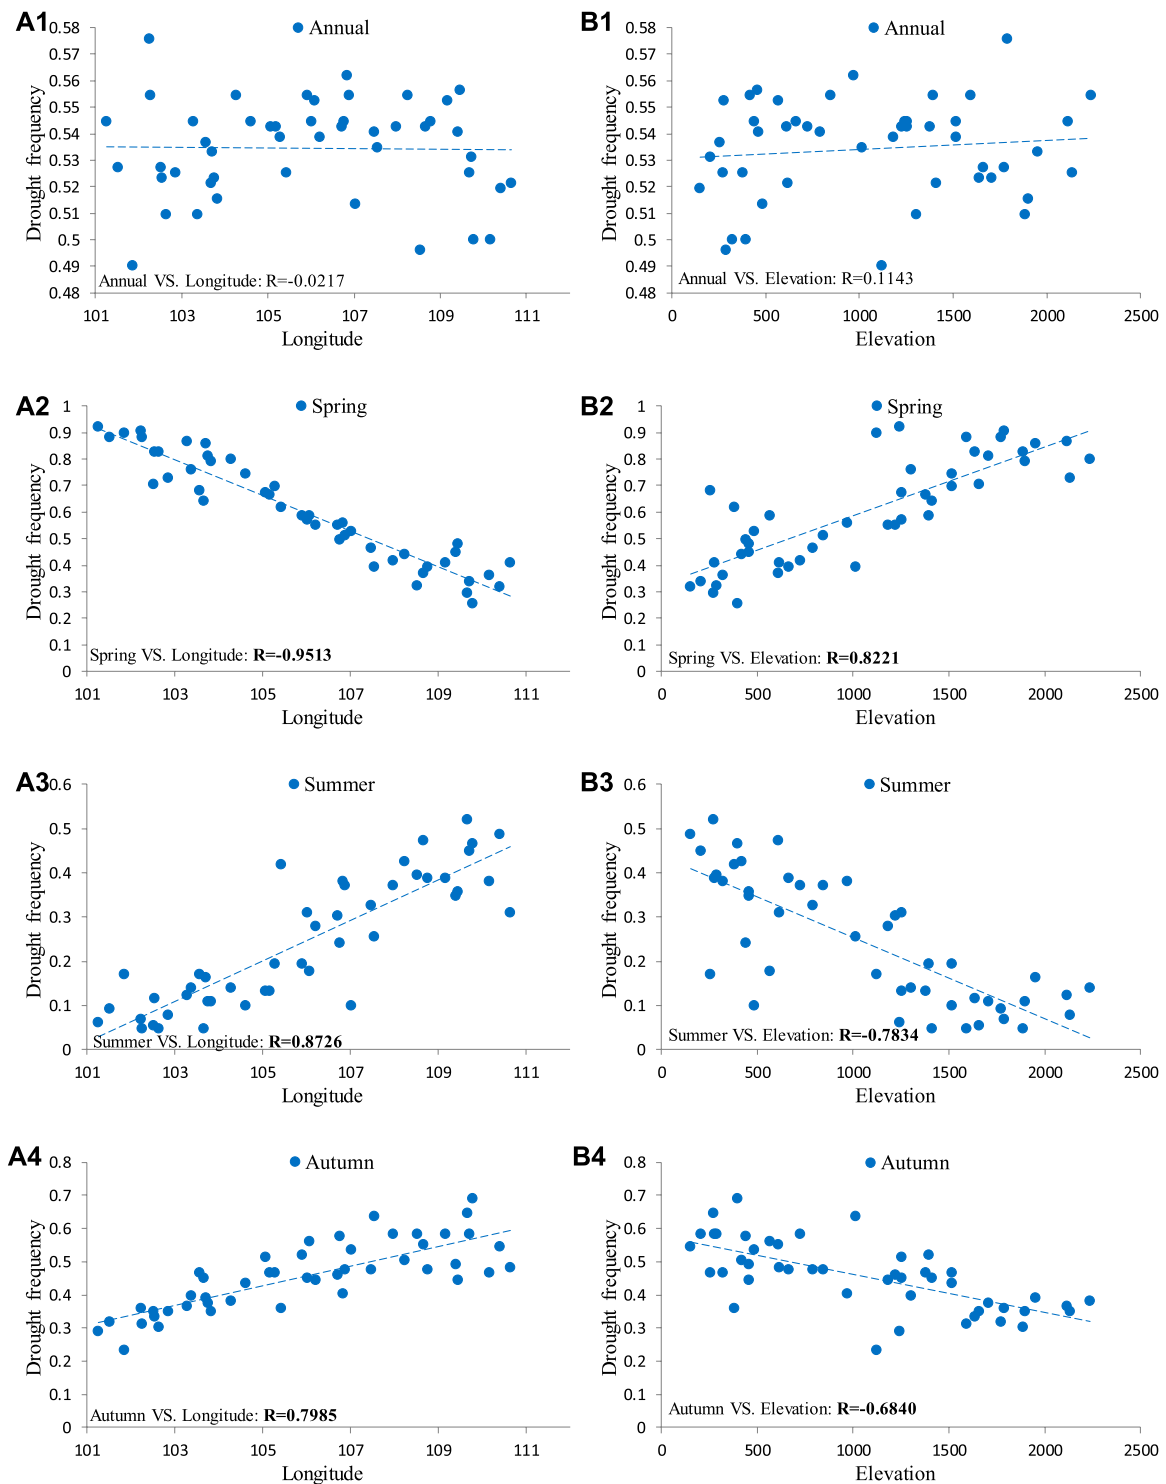 A1
Annual
Drought frequency
0.58
0.57
0.56
0.55
0.54
0.53
0.52
0.51
0.5
0.49
0.48
Annual VS. Longitude: R=-0.0217
101 103 105 107 109 111
Longitude
B1
Annual
Drought frequency
0.58
0.57
0.56
0.55
0.54
0.53
0.52
0.51
0.5
0.49
0.48
Annual VS. Elevation: R=0.1143
0 500 1000 1500 2000 2500
Elevation
A2
Spring
Drought frequency
1
0.9
0.8
0.7
0.6
0.5
0.4
0.3
0.2
0.1
0
Spring VS. Longitude: R=-0.9513
101 103 105 107 109 111
Longitude
B2
Spring
Drought frequency
1
0.9
0.8
0.7
0.6
0.5
0.4
0.3
0.2
0.1
0
Spring VS. Elevation: R=0.8221
0 500 1000 1500 2000 2500
Elevation
A3
Summer
Drought frequency
0.6
0.5
0.4
0.3
0.2
0.1
0
Summer VS. Longitude: R=0.8726
101 103 105 107 109 111
Longitude
B3
Summer
Drought frequency
0.6
0.5
0.4
0.3
0.2
0.1
0
Summer VS. Elevation: R=-0.7834
0 500 1000 1500 2000 2500
Elevation
A4
Autumn
Drought frequency
0.8
0.7
0.6
0.5
0.4
0.3
0.2
0.1
0
Autumn VS. Longitude: R=0.7985
101 103 105 107 109 111
Longitude
B4
Autumn
Drought frequency
0.8
0.7
0.6
0.5
0.4
0.3
0.2
0.1
0
Autumn VS. Elevation: R=-0.6840
0 500 1000 1500 2000 2500
Elevation